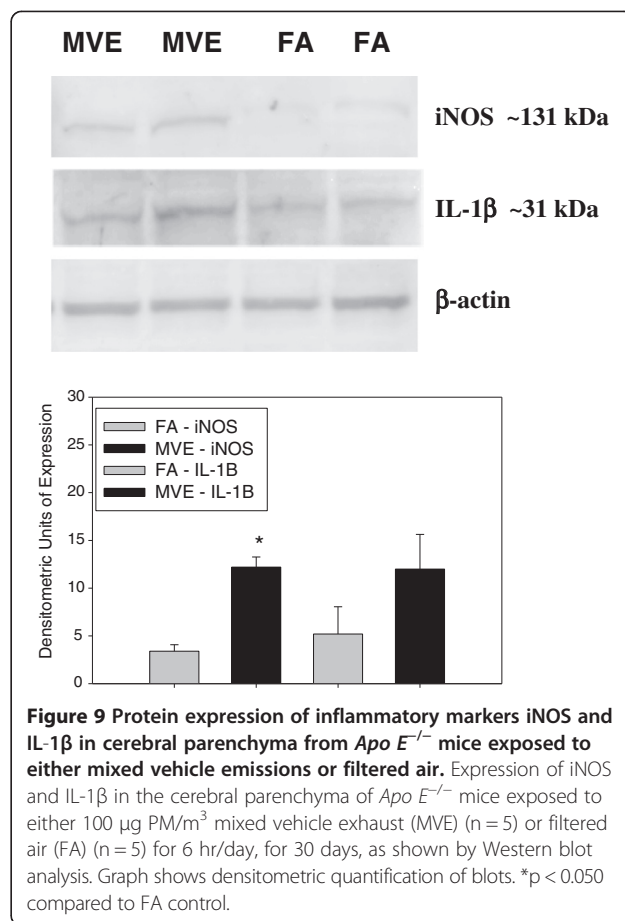 MVE MVE FA FA
iNOS ~131 kDa
IL-1β ~31 kDa
β-actin
30
25
20
15
10
5
0
Densitometric Units of Expression
FA - iNOS
MVE - iNOS
FA - IL-1B
MVE - IL-1B
*
Figure 9 Protein expression of inflammatory markers iNOS and
IL-1β in cerebral parenchyma from Apo E⁻/⁻ mice exposed to
either mixed vehicle emissions or filtered air. Expression of iNOS
and IL-1β in the cerebral parenchyma of Apo E⁻/⁻ mice exposed to
either 100 μg PM/m³ mixed vehicle exhaust (MVE) (n = 5) or filtered
air (FA) (n = 5) for 6 hr/day, for 30 days, as shown by Western blot
analysis. Graph shows densitometric quantification of blots. *p < 0.050
compared to FA control.